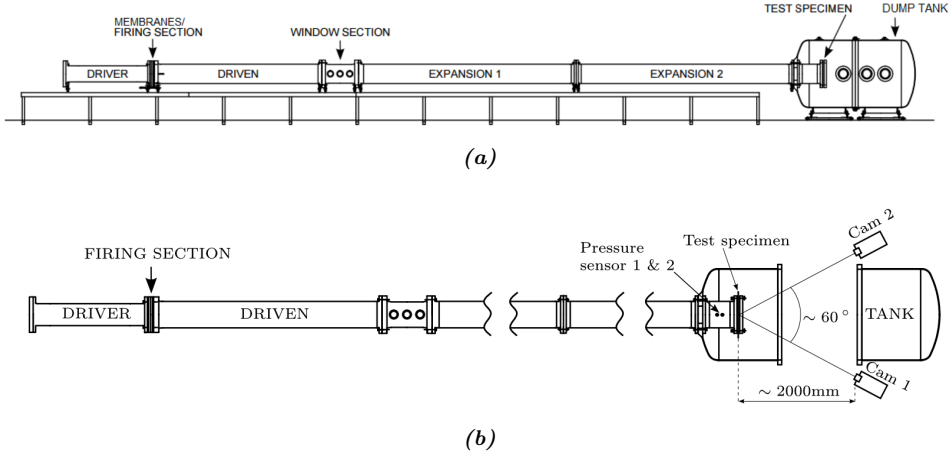 MEMBRANES/
FIRING SECTION
WINDOW SECTION
TEST SPECIMEN
DUMP TANK
DRIVER
DRIVEN
EXPANSION 1
EXPANSION 2
(a)
FIRING SECTION
Pressure
sensor 1 & 2
Test specimen
Cam 2
DRIVER
DRIVEN
~ 60°
TANK
Cam 1
~ 2000mm
(b)